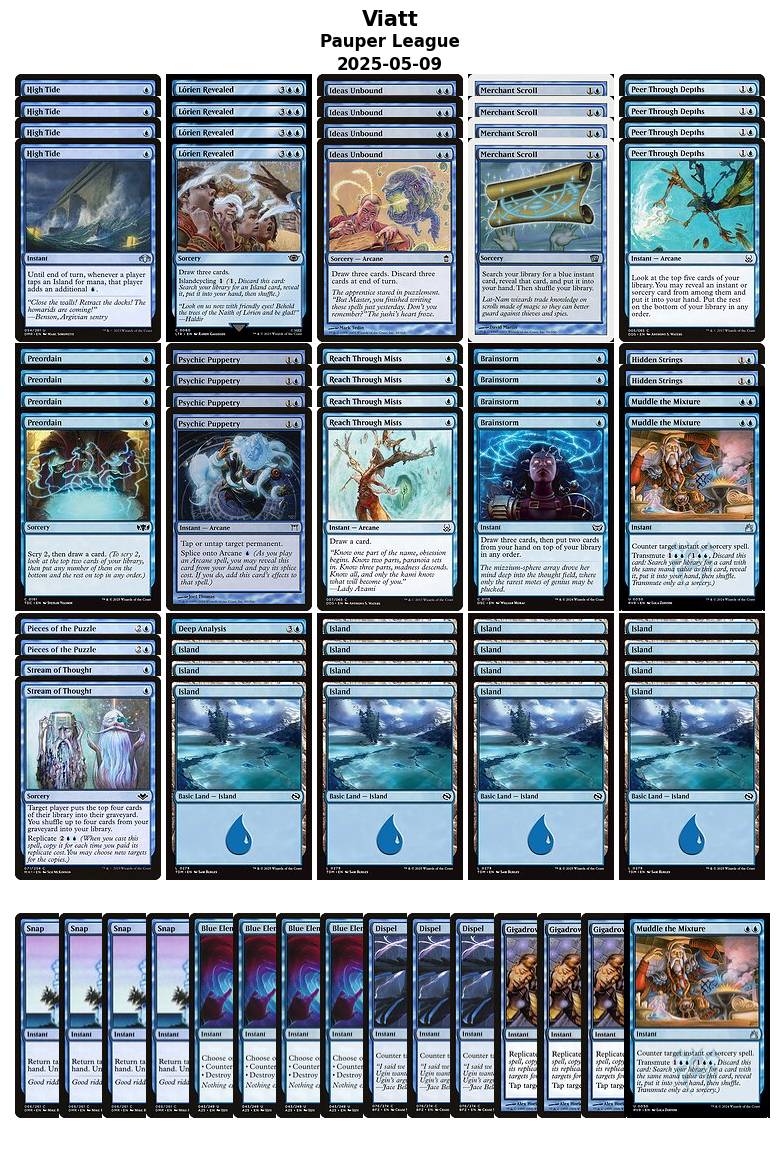 Viatt
Pauper League
2025-05-09
High Tide
High Tide
High Tide
High Tide
Instant
Until end of turn, whenever a player
taps an Island for mana, that player
adds an additional
"Close the walls! Retract the docks! The
homarids are coming!"
—Benson, Argivian sentry
Lórien Revealed 3
Lórien Revealed 3
Lórien Revealed 3
Lórien Revealed 3
Sorcery
Draw three cards.
Islandcycling 1 (1, Discard this card:
Search your library for an Island card, reveal
it, put it into your hand, then shuffle.)
"Look on us now with friendly eyes! Behold
the trees of the Naith of Lórien and be glad!"
—Haldir
Ideas Unbound
Ideas Unbound
Ideas Unbound
Ideas Unbound
Sorcery — Arcane
Draw three cards. Discard three
cards at end of turn.
The apprentice stared in puzzlement.
"But Master, you finished writing
those spells just yesterday. Don't you
remember?" The jushi's heart froze.
Merchant Scroll 1
Merchant Scroll 1
Merchant Scroll 1
Merchant Scroll 1
Sorcery
Search your library for a blue instant
card, reveal that card, and put it into
your hand. Then shuffle your library.
Lat-Nam wizards trade knowledge on
scrolls made of magic so they can better
guard against thieves and spies.
Peer Through Depths 1
Peer Through Depths 1
Peer Through Depths 1
Peer Through Depths 1
Instant — Arcane
Look at the top five cards of your
library. You may reveal an instant or
sorcery card from among them and
put it into your hand. Put the rest
on the bottom of your library in any
order.
Preordain
Preordain
Preordain
Preordain
Sorcery
Scry 2, then draw a card. (To scry 2,
look at the top two cards of your library,
then put any number of them on the
bottom and the rest on top in any order.)
Psychic Puppetry 1
Psychic Puppetry 1
Psychic Puppetry 1
Psychic Puppetry 1
Instant — Arcane
Tap or untap target permanent.
Splice onto Arcane (As you play
an Arcane spell, you may reveal this
card from your hand and pay its splice
cost. If you do, add this card's effects to
that spell.)
Reach Through Mists
Reach Through Mists
Reach Through Mists
Reach Through Mists
Instant — Arcane
Draw a card.
"Know one part of the name, obsession
begins. Know two parts, paranoia sets
in. Know three parts, madness descends.
Know all, and only the kami knows
what will become of you."
—Lady Azami
Brainstorm
Brainstorm
Brainstorm
Brainstorm
Instant
Draw three cards, then put two cards
from your hand on top of your library
in any order.
The mizzium-sphere array drove her
mind deep into the thought field, where
only the rarest motes of genius may be
plucked.
Hidden Strings 1
Hidden Strings 1
Muddle the Mixture
Muddle the Mixture
Instant
Counter target instant or sorcery spell.
Transmute 1 (1, Discard this
card: Search your library for a card with
the same mana value as this card, reveal
it, put it into your hand, then shuffle.
Transmute only as a sorcery.)
Pieces of the Puzzle 2
Pieces of the Puzzle 2
Stream of Thought
Stream of Thought
Sorcery
Target player puts the top four cards
of their library into their graveyard.
You shuffle up to four cards from your
graveyard into your library.
Replicate 2 (When you cast this
spell, copy it for each time you paid its
replicate cost. You may choose new targets
for the copies.)
Deep Analysis 3
Island
Island
Island
Basic Land — Island
Island
Island
Island
Island
Basic Land — Island
Island
Island
Island
Island
Basic Land — Island
Island
Island
Island
Island
Basic Land — Island
Snap
Snap
Snap
Snap
Blue Elem
Blue Elem
Blue Elem
Blue Elem
Dispel
Dispel
Dispel
Gigadrow
Gigadrow
Gigadrow
Muddle the Mixture
Instant
Counter target instant or sorcery spell.
Transmute 1 (1, Discard this
card: Search your library for a card with
the same mana value as this card, reveal
it, put it into your hand, then shuffle.
Transmute only as a sorcery.)